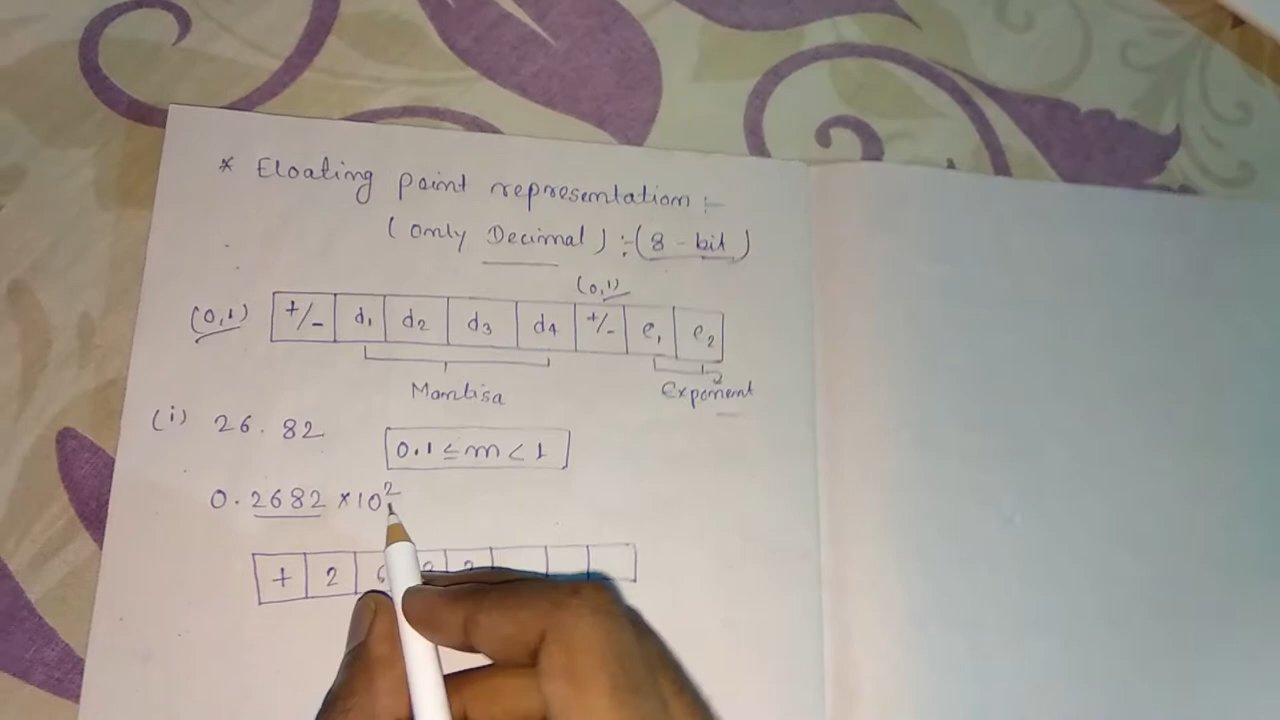 * Floating point representation :-
(only Decimal) :- (8-bit)
(0,1)
(0,1) +/- d1 d2 d3 d4 +/- e1 e2
Mantisa Exponent
(i) 26.82 0.1 ≤ m < 1
0.2682 × 10²
+ 2